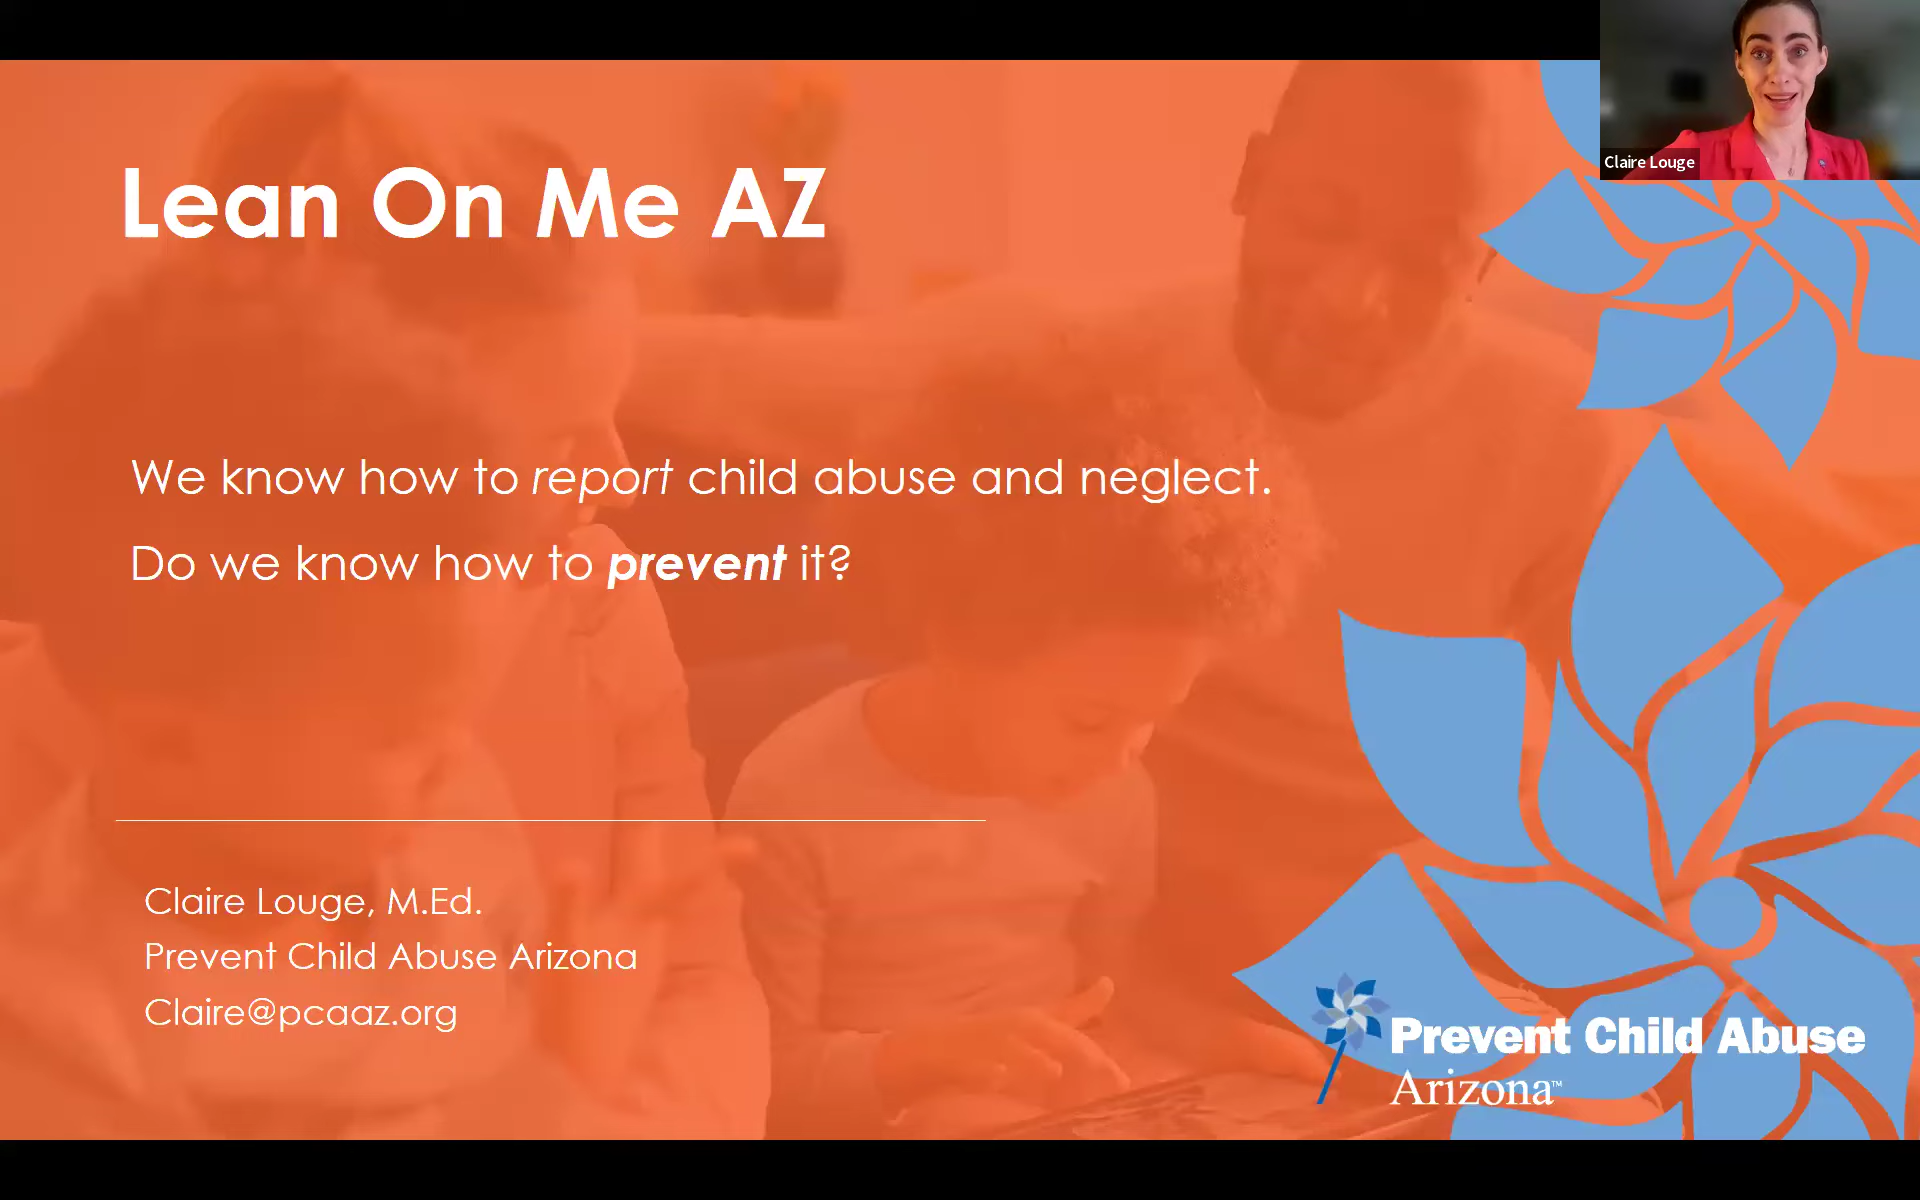 Claire Louge
Lean On Me AZ
We know how to report child abuse and neglect.
Do we know how to prevent it?
Claire Louge, M.Ed.
Prevent Child Abuse Arizona
Claire@pcaaz.org
Prevent Child Abuse
Arizona™